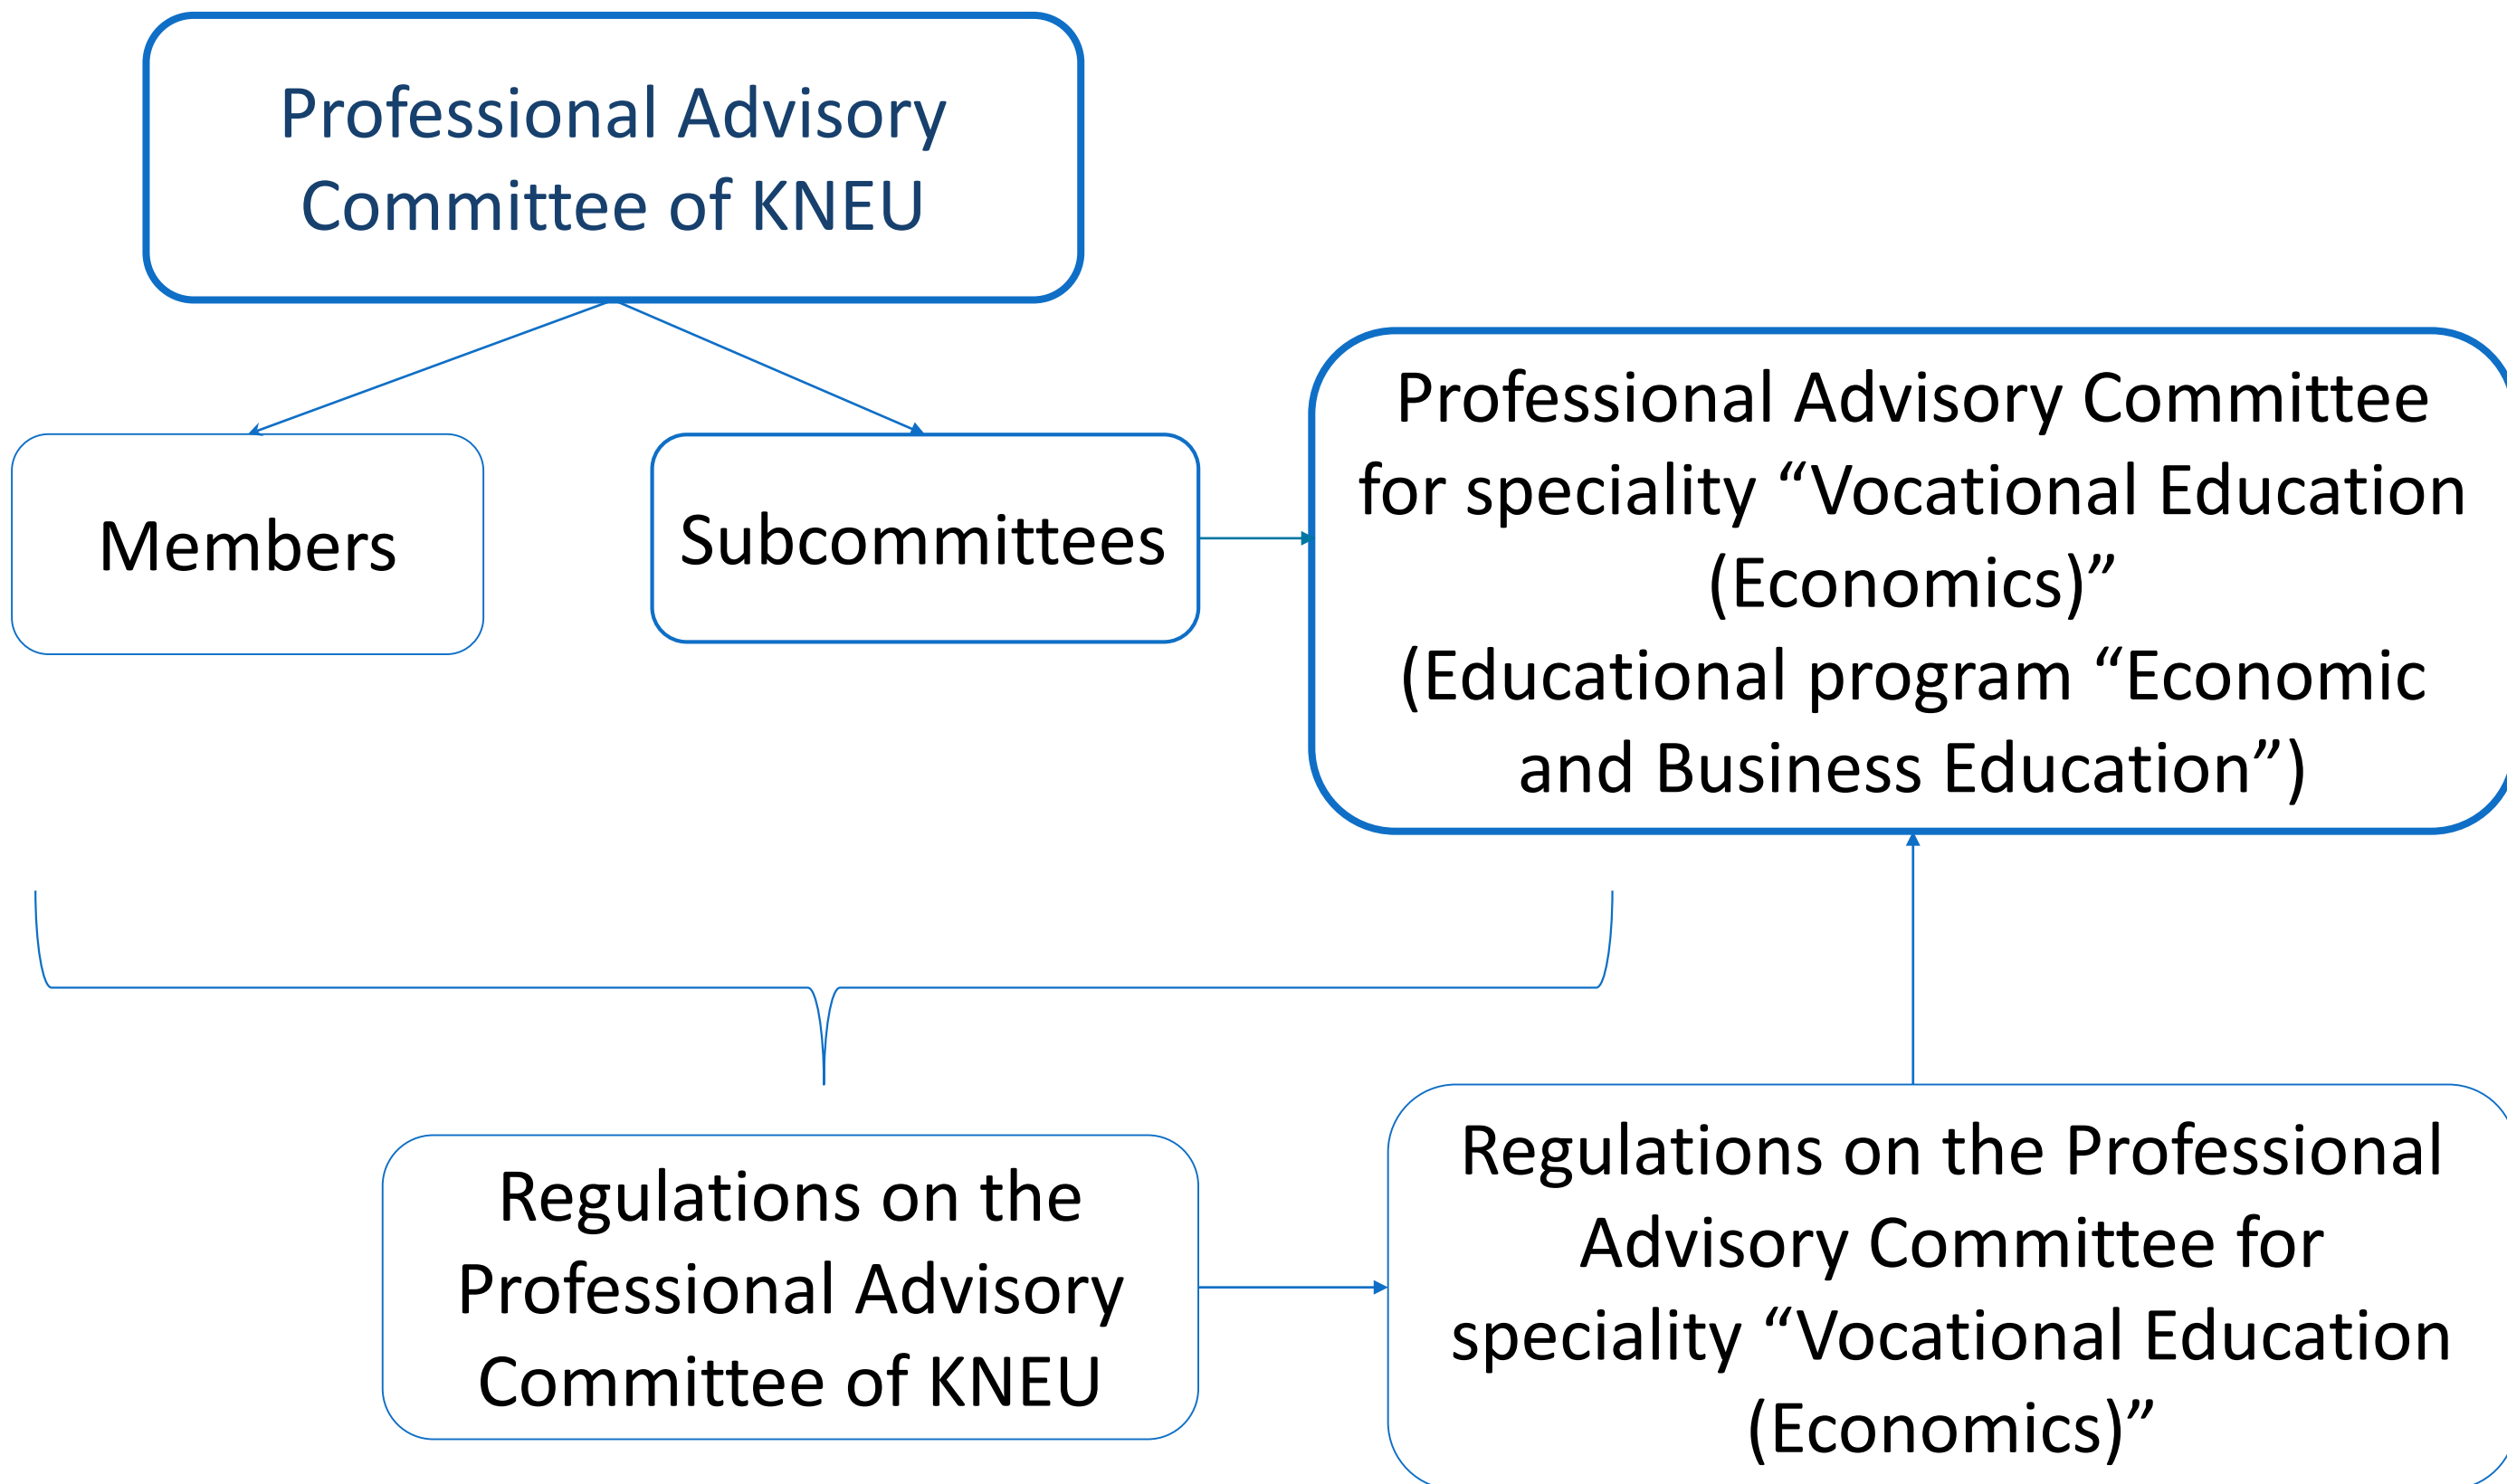 Professional Advisory
Committee of KNEU
Members
Subcommittees
Professional Advisory Committee
for speciality “Vocational Education
(Economics)”
(Educational program “Economic
and Business Education”)
Regulations on the
Professional Advisory
Committee of KNEU
Regulations on the Professional
Advisory Committee for
speciality “Vocational Education
(Economics)”